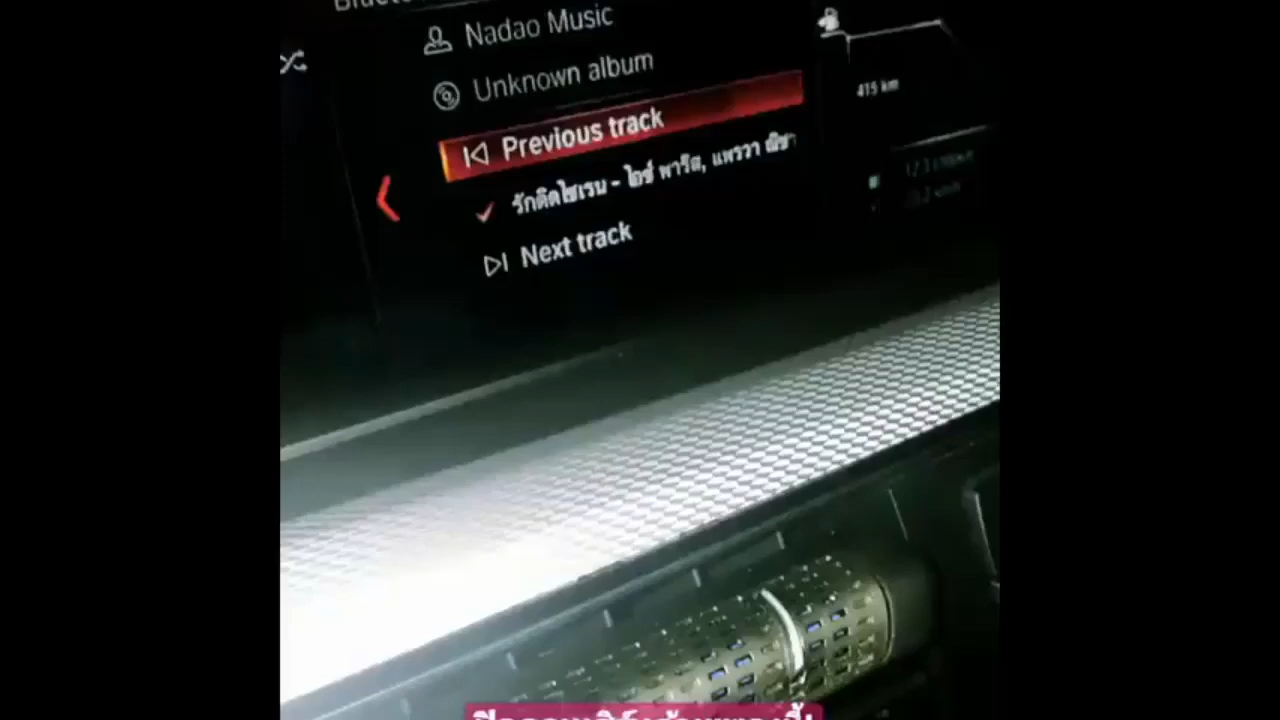 Nadao Music
Unknown album
415 km
Previous track
รักติดไซเรน - ไอซ์ พาริส, แพรวา ณิชา
Next track